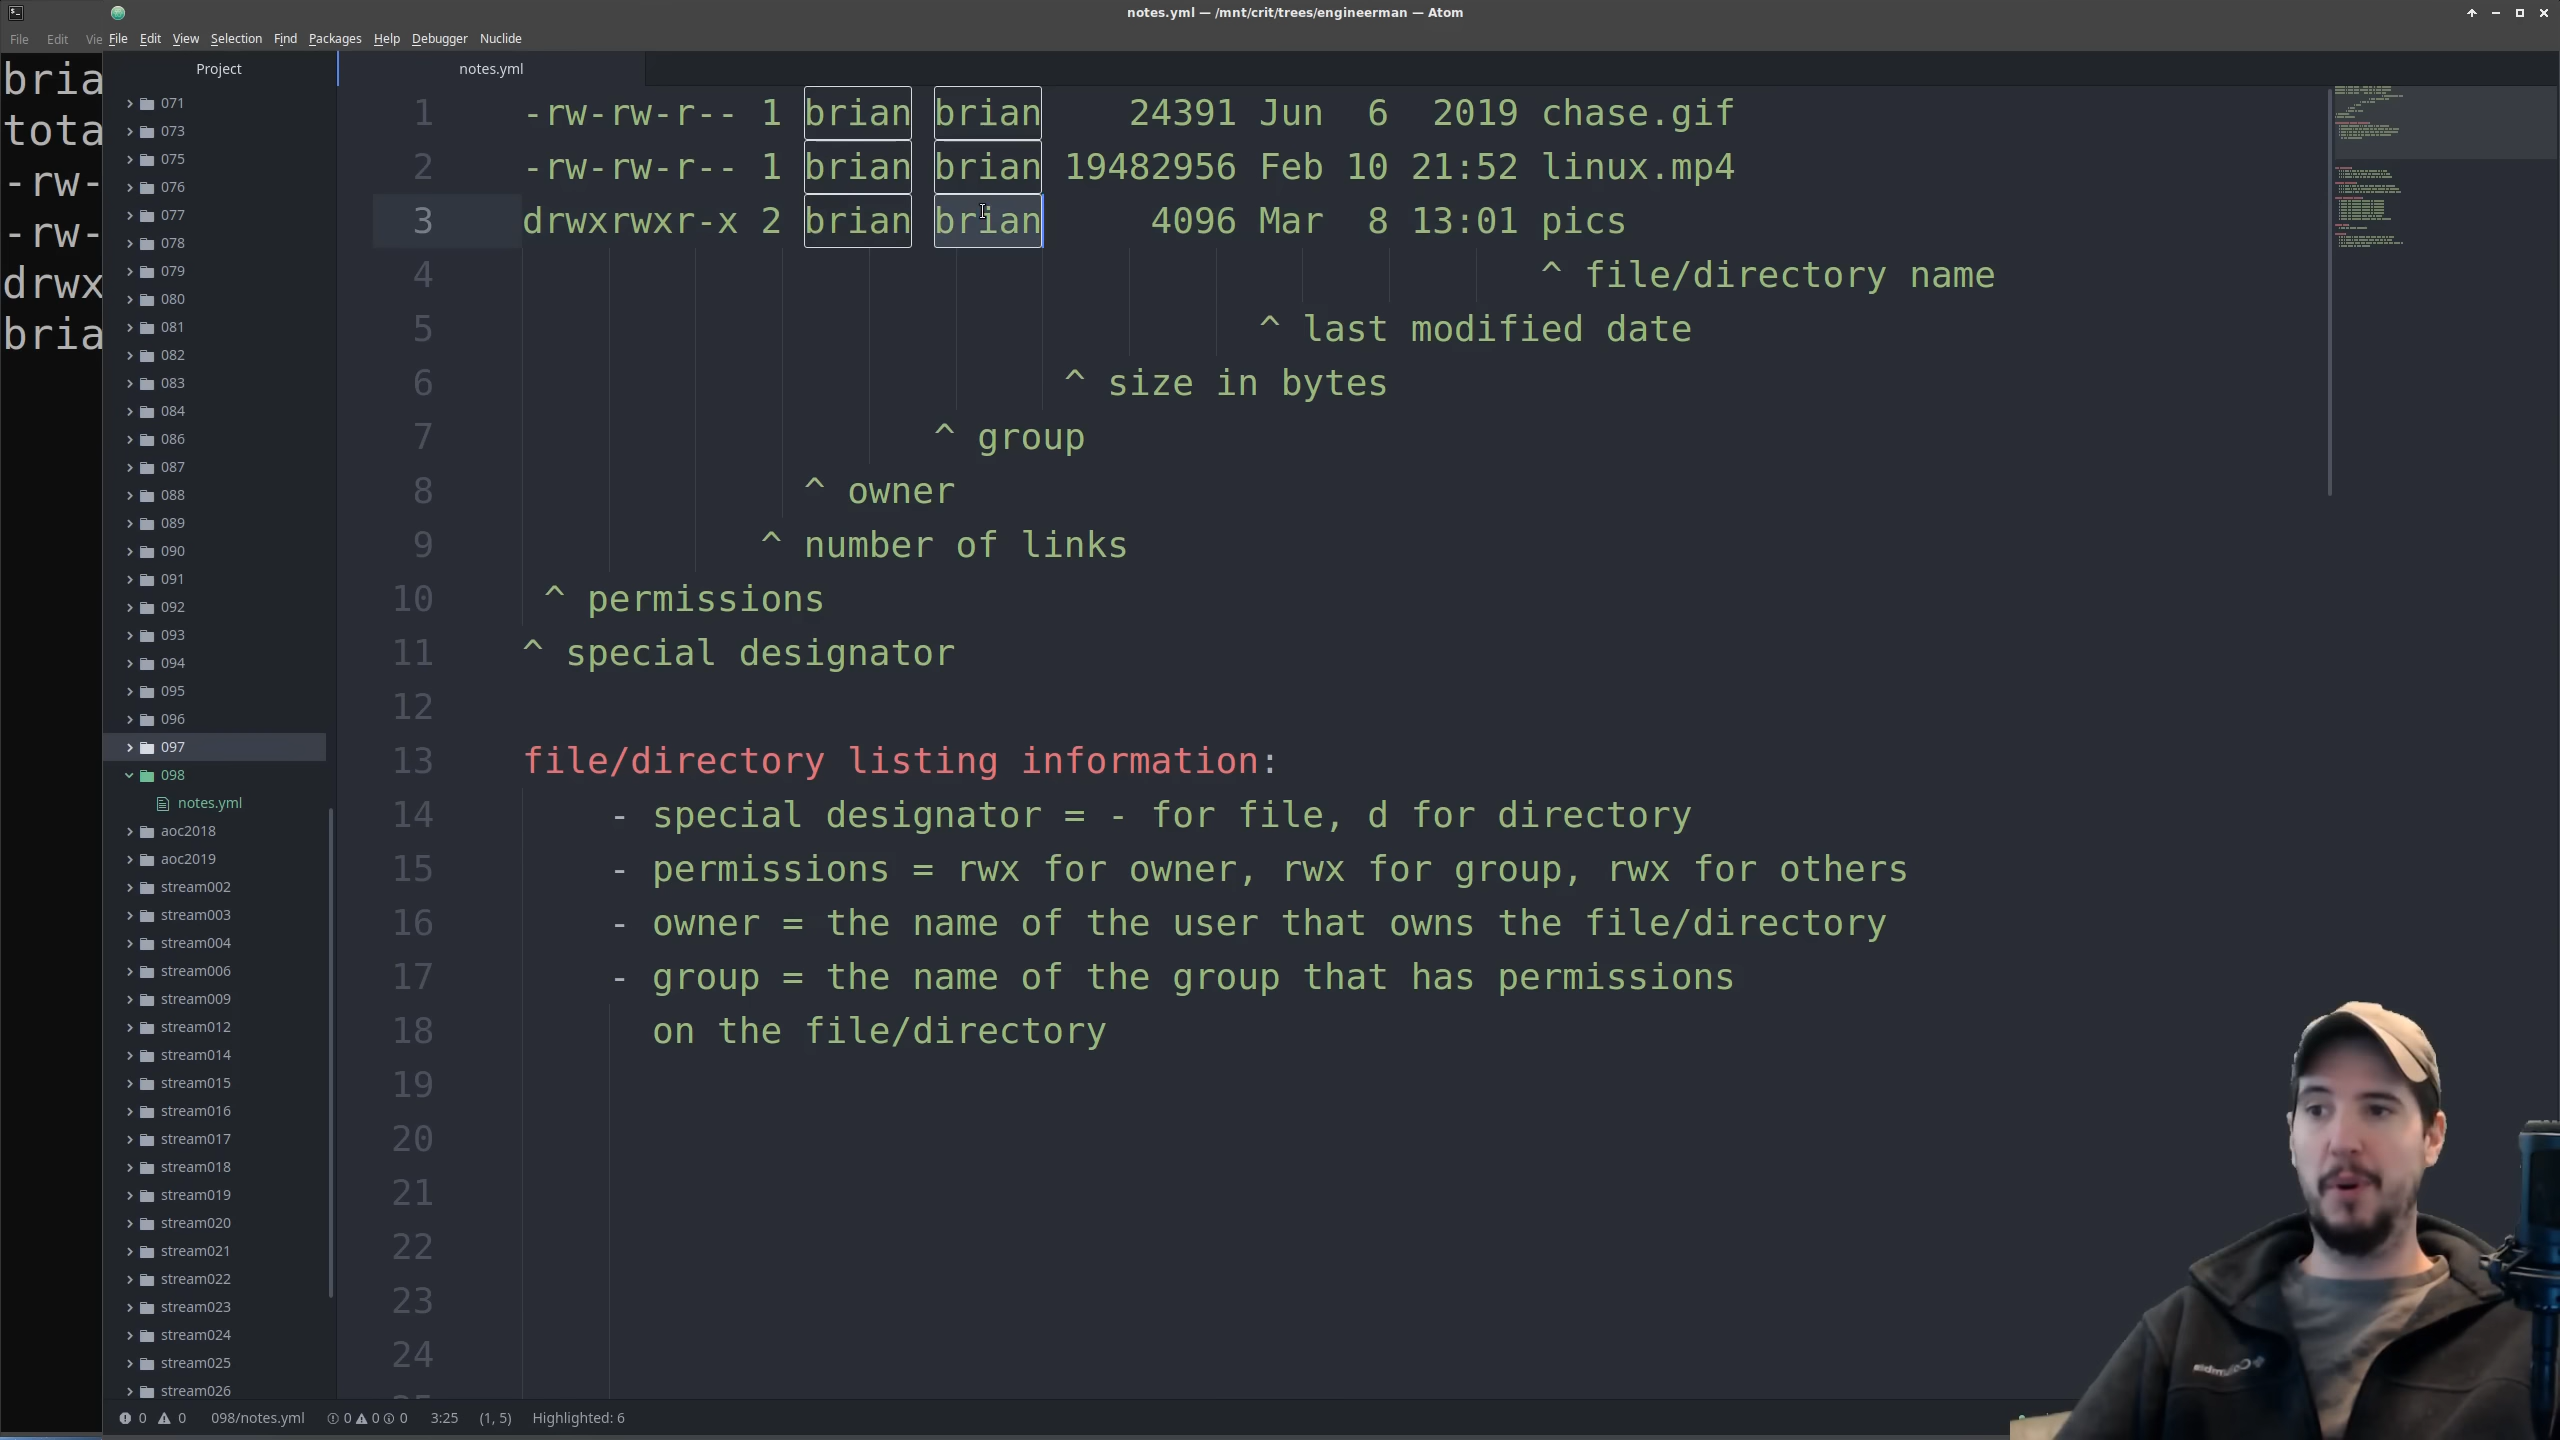 notes.yml — /mnt/crit/trees/engineerman — Atom
File Edit
File Edit View Selection Find Packages Help Debugger Nuclide
Project
notes.yml
071
073
075
076
077
078
079
080
081
082
083
084
086
087
088
089
090
091
092
093
094
095
096
097
098
notes.yml
aoc2018
aoc2019
stream002
stream003
stream004
stream006
stream009
stream012
stream014
stream015
stream016
stream017
stream018
stream019
stream020
stream021
stream022
stream023
stream024
stream025
stream026
1 -rw-rw-r-- 1 brian brian    24391 Jun  6  2019 chase.gif
2 -rw-rw-r-- 1 brian brian 19482956 Feb 10 21:52 linux.mp4
3 drwxrwxr-x 2 brian brian     4096 Mar  8 13:01 pics
4 ^ file/directory name
5 ^ last modified date
6 ^ size in bytes
7 ^ group
8 ^ owner
9 ^ number of links
10 ^ permissions
11 ^ special designator
12
13 file/directory listing information:
14 - special designator = - for file, d for directory
15 - permissions = rwx for owner, rwx for group, rwx for others
16 - owner = the name of the user that owns the file/directory
17 - group = the name of the group that has permissions
18 on the file/directory
19
20
21
22
23
24
0 0 098/notes.yml 0 0 0 3:25 (1, 5) Highlighted: 6